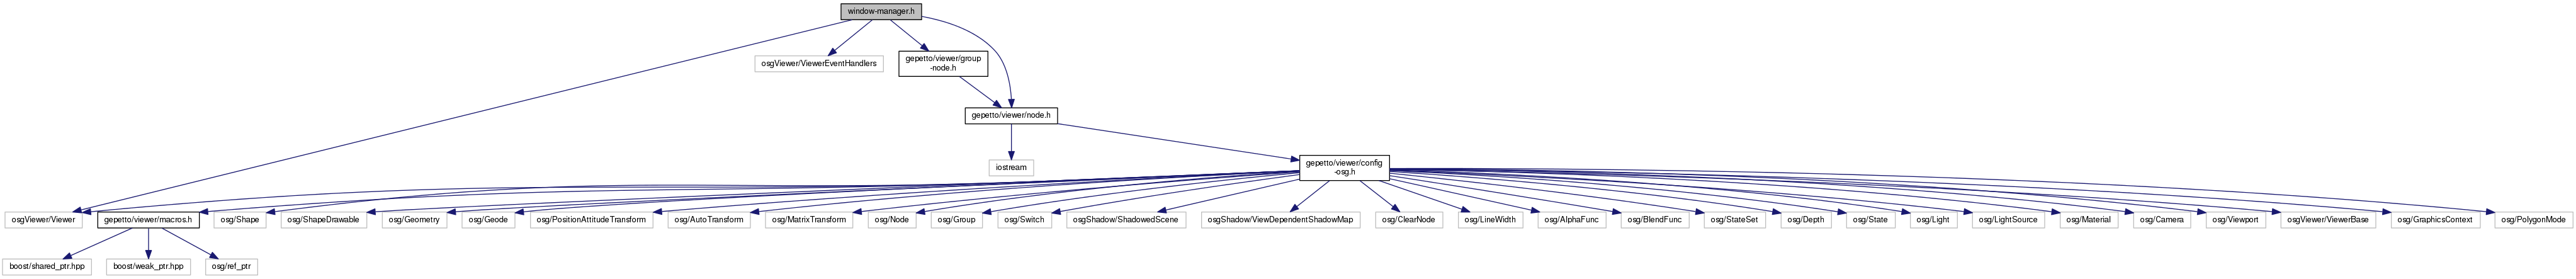 window-manager.h
osgViewer/ViewerEventHandlers
gepetto/viewer/group
-node.h
gepetto/viewer/node.h
iostream
gepetto/viewer/config
-osg.h
osgViewer/Viewer
gepetto/viewer/macros.h
osg/Shape
osg/ShapeDrawable
osg/Geometry
osg/Geode
osg/PositionAttitudeTransform
osg/AutoTransform
osg/MatrixTransform
osg/Node
osg/Group
osg/Switch
osgShadow/ShadowedScene
osgShadow/ViewDependentShadowMap
osg/ClearNode
osg/LineWidth
osg/AlphaFunc
osg/BlendFunc
osg/StateSet
osg/Depth
osg/State
osg/Light
osg/LightSource
osg/Material
osg/Camera
osg/Viewport
osgViewer/ViewerBase
osg/GraphicsContext
osg/PolygonMode
boost/shared_ptr.hpp
boost/weak_ptr.hpp
osg/ref_ptr